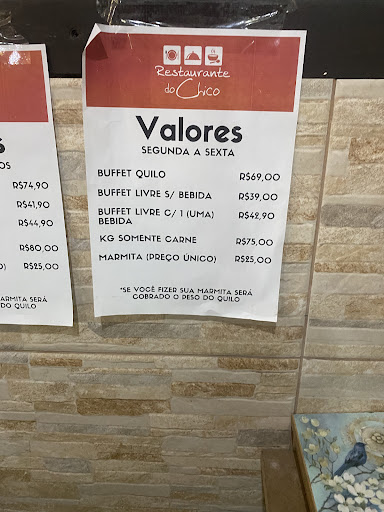 Restaurante
do Chico
Valores
SEGUNDA A SEXTA
BUFFET QUILO R$69,00
BUFFET LIVRE S/ BEBIDA R$39,00
BUFFET LIVRE C/ 1 (UMA) R$42,90
BEBIDA
KG SOMENTE CARNE R$75,00
MARMITA (PREÇO ÚNICO) R$25,00
*SE VOCÊ FIZER SUA MARMITA SERÁ
COBRADO O PESO DO QUILO
S
OS
R$74,90
R$41,90
R$44,90
R$80,00
O) R$25,00
MARMITA SERÁ
DO QUILO